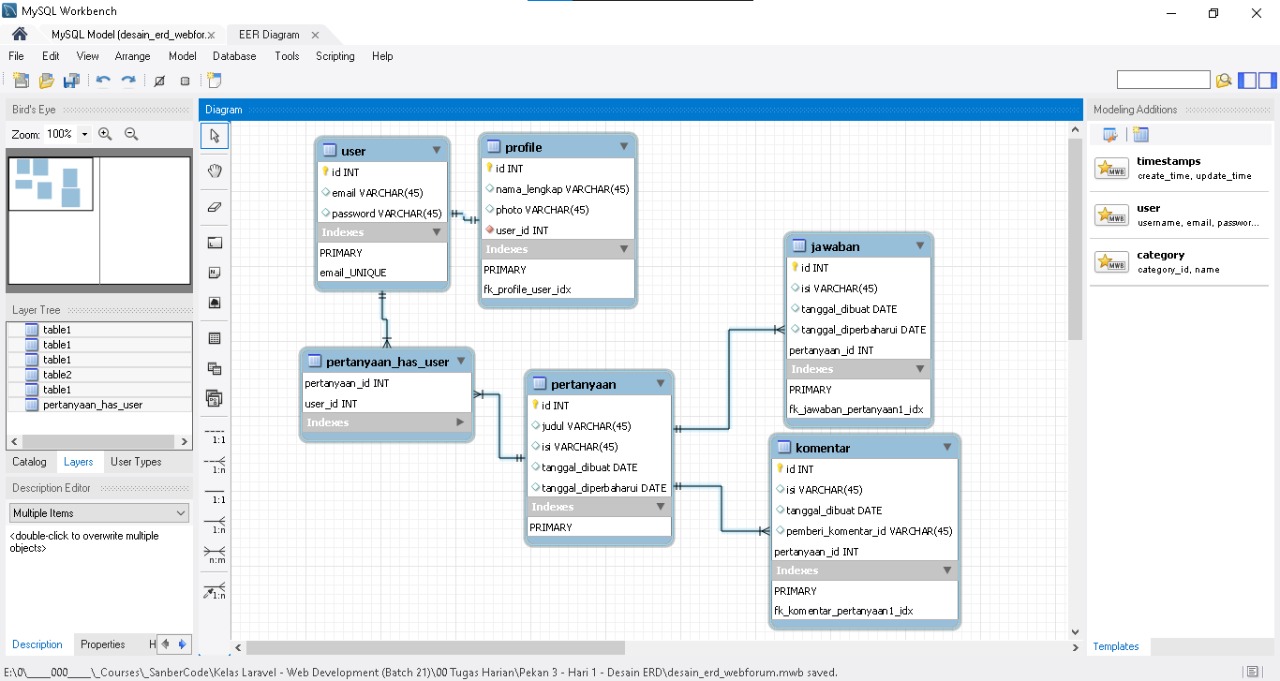 MySQL Workbench
MySQL Model (desain_erd_webfor...
EER Diagram
File Edit View Arrange Model Database Tools Scripting Help
Bird's Eye
Zoom: 100%
Layer Tree
table1
table1
table1
table2
table1
pertanyaan_has_user
Catalog Layers User Types
Description Editor
Multiple Items
<double-click to overwrite multiple
objects>
Description Properties H
Diagram
1:1
1:n
1:1
1:n
n:m
1:n
user
id INT
email VARCHAR(45)
password VARCHAR(45)
Indexes
PRIMARY
email_UNIQUE
profile
id INT
nama_lengkap VARCHAR(45)
photo VARCHAR(45)
user_id INT
Indexes
PRIMARY
fk_profile_user_idx
pertanyaan_has_user
pertanyaan_id INT
user_id INT
Indexes
pertanyaan
id INT
judul VARCHAR(45)
isi VARCHAR(45)
tanggal_dibuat DATE
tanggal_diperbaharui DATE
Indexes
PRIMARY
jawaban
id INT
isi VARCHAR(45)
tanggal_dibuat DATE
tanggal_diperbaharui DATE
pertanyaan_id INT
Indexes
PRIMARY
fk_jawaban_pertanyaan1_idx
komentar
id INT
isi VARCHAR(45)
tanggal_dibuat DATE
pemberi_komentar_id VARCHAR(45)
pertanyaan_id INT
Indexes
PRIMARY
fk_komentar_pertanyaan1_idx
Modeling Additions
timestamps
create_time, update_time
user
username, email, passwor...
category
category_id, name
Templates
E:\0\____000____\_Courses\_SanberCode\Kelas Laravel - Web Development (Batch 21)\00 Tugas Harian\Pekan 3 - Hari 1 - Desain ERD\desain_erd_webforum.mwb saved.